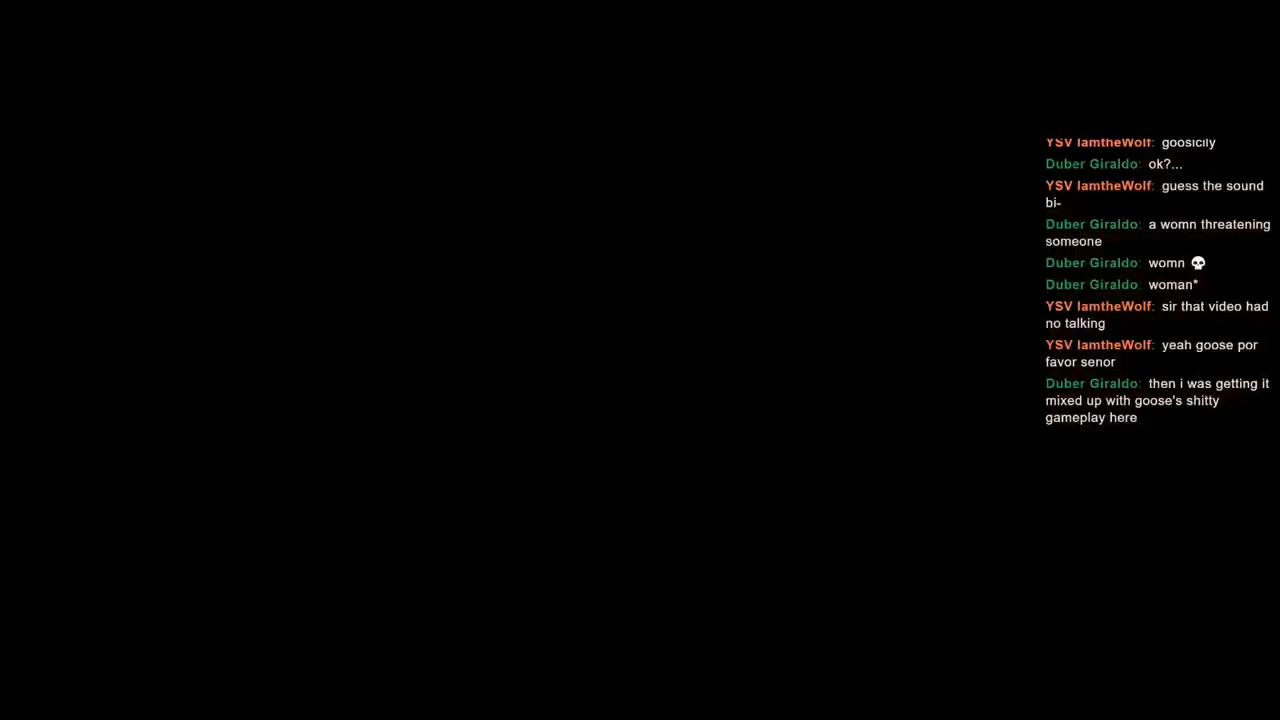 YSV IamtheWolf: goosicily
Duber Giraldo: ok?...
YSV IamtheWolf: guess the sound
bi-
Duber Giraldo: a womn threatening
someone
Duber Giraldo: womn 💀
Duber Giraldo: woman*
YSV IamtheWolf: sir that video had
no talking
YSV IamtheWolf: yeah goose por
favor senor
Duber Giraldo: then i was getting it
mixed up with goose's shitty
gameplay here